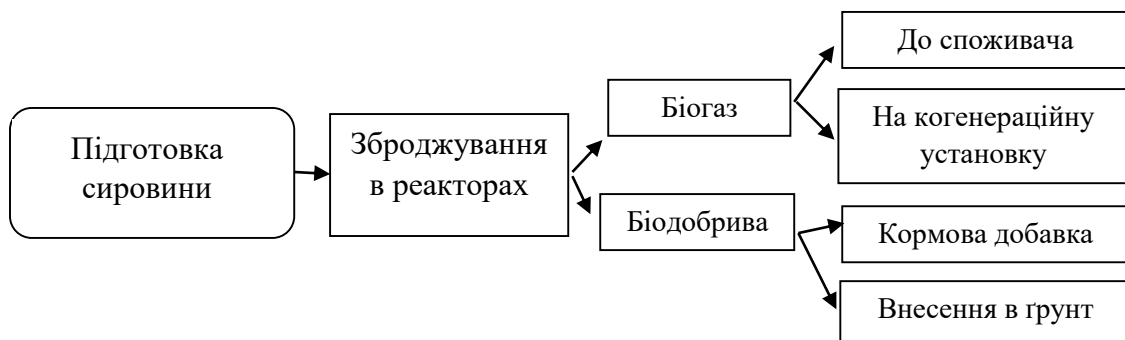 Підготовка
сировини
Зброджування
в реакторах
Біогаз
Біодобрива
До споживача
На когенераційну
установку
Кормова добавка
Внесення в ґрунт